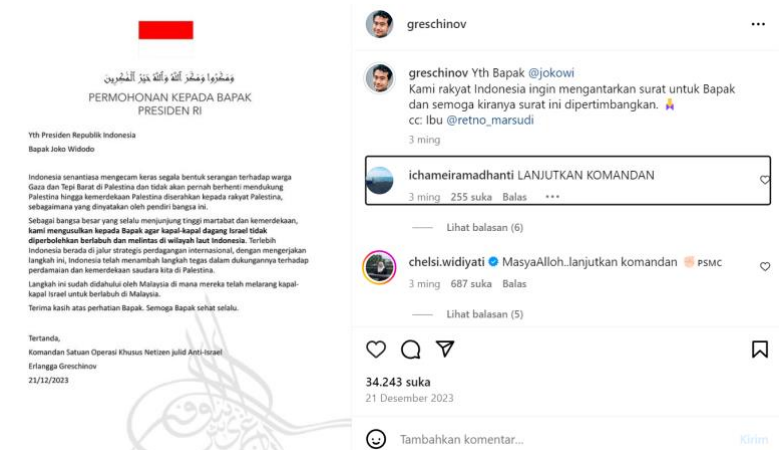 وَمَكَرُوا وَمَكَرَ اللَّهُ وَاللَّهُ خَيْرُ الْمَاكِرِينَ
PERMOHONAN KEPADA BAPAK
PRESIDEN RI
Yth Presiden Republik Indonesia
Bapak Joko Widodo
Indonesia senantiasa mengecam keras segala bentuk serangan terhadap warga
Gaza dan Tepi Barat di Palestina dan tidak akan pernah berhenti mendukung
Palestina hingga kemerdekaan Palestina diserahkan kepada rakyat Palestina,
sebagaimana yang dinyatakan oleh pendiri bangsa ini.
Sebagai bangsa besar yang selalu menjunjung tinggi martabat dan kemerdekaan,
kami mengusulkan kepada Bapak agar kapal-kapal dagang Israel tidak
diperbolehkan berlabuh dan melintas di wilayah laut Indonesia. Terlebih
Indonesia berada di jalur strategis perdagangan internasional, dengan mengerjakan
langkah ini, Indonesia telah menambah langkah tegas dalam dukungannya terhadap
perdamaian dan kemerdekaan saudara kita di Palestina.
Langkah ini sudah didahului oleh Malaysia di mana mereka telah melarang kapal-
kapal Israel untuk berlabuh di Malaysia.
Terima kasih atas perhatian Bapak. Semoga Bapak sehat selalu.
Tertanda,
Komandan Satuan Operasi Khusus Netizen julid Anti-Israel
Erlangga Greschinov
21/12/2023
greschinov
greschinov Yth Bapak @jokowi
Kami rakyat Indonesia ingin mengantarkan surat untuk Bapak
dan semoga kiranya surat ini dipertimbangkan. 🙏
cc: Ibu @retno_marsudi
3 ming
ichameiramadhanti LANJUTKAN KOMANDAN
3 ming 255 suka Balas
Lihat balasan (6)
chelsi.widiyati MasyaAlloh..lanjutkan komandan ✊🏻 PSMC
3 ming 687 suka Balas
Lihat balasan (5)
34.243 suka
21 Desember 2023
Tambahkan komentar...
Kirim